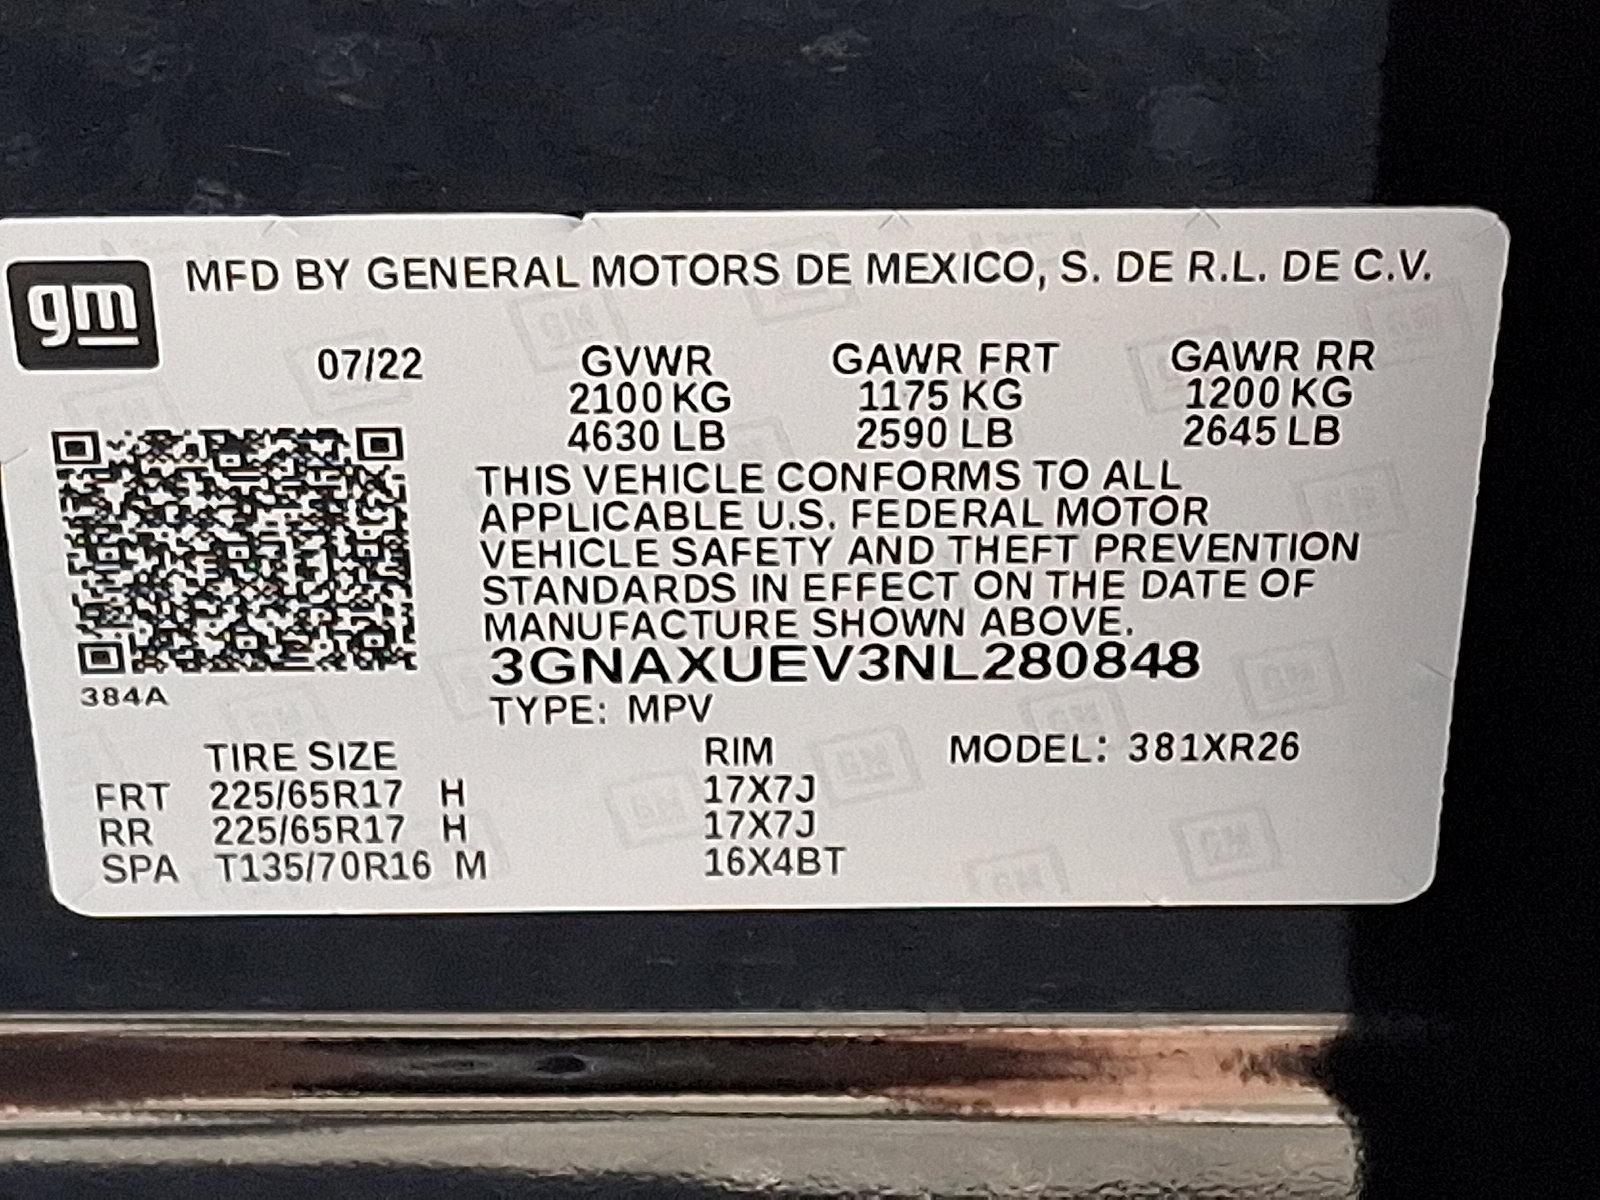 gm
MFD BY GENERAL MOTORS DE MEXICO, S. DE R.L. DE C.V.
07/22 GVWR GAWR FRT GAWR RR
2100 KG 1175 KG 1200 KG
4630 LB 2590 LB 2645 LB
THIS VEHICLE CONFORMS TO ALL
APPLICABLE U.S. FEDERAL MOTOR
VEHICLE SAFETY AND THEFT PREVENTION
STANDARDS IN EFFECT ON THE DATE OF
MANUFACTURE SHOWN ABOVE.
3GNAXUEV3NL280848
384A
TYPE: MPV
TIRE SIZE RIM MODEL: 381XR26
FRT 225/65R17 H 17X7J
RR 225/65R17 H 17X7J
SPA T135/70R16 M 16X4BT